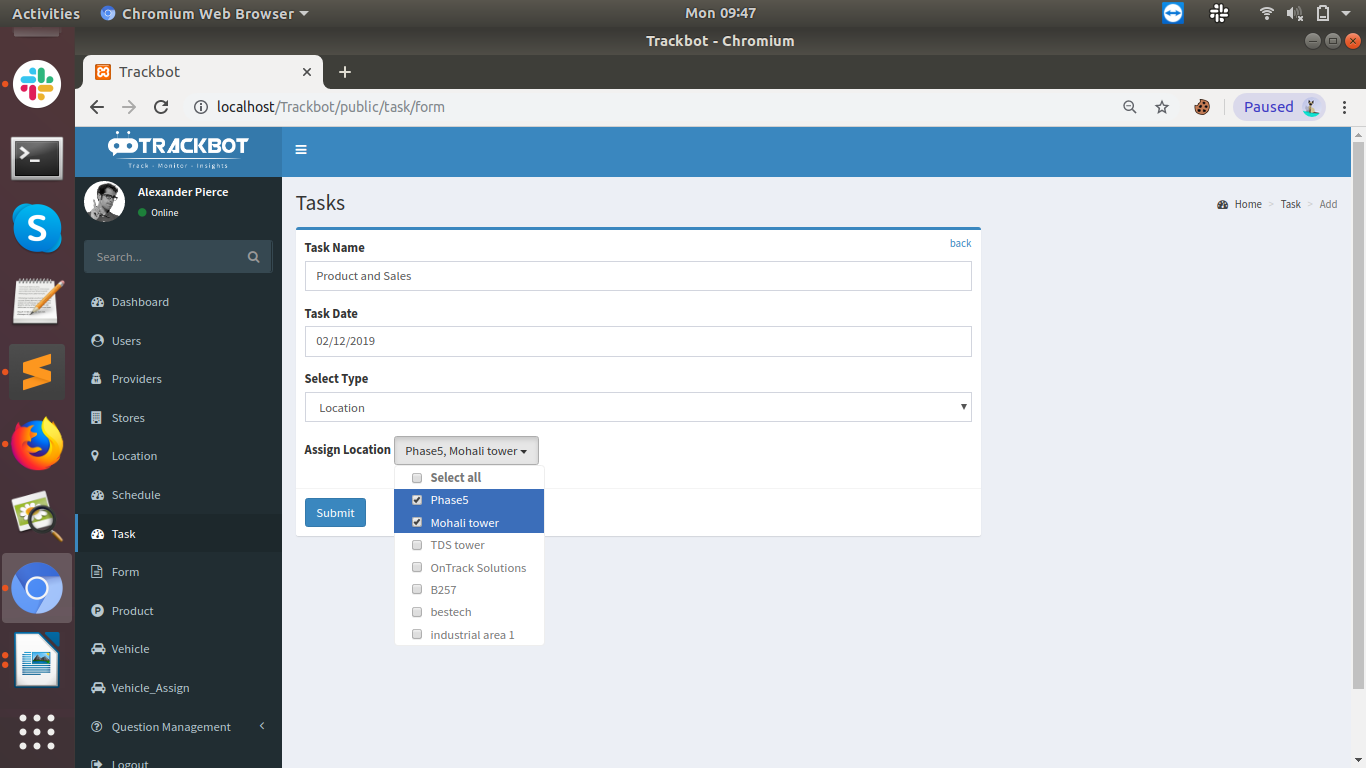 Activities
Chromium Web Browser
Mon 09:47
Trackbot - Chromium
Trackbot
localhost/Trackbot/public/task/form
Paused
TRACKBOT
Track - Monitor - Insights
Alexander Pierce
Online
Search...
Dashboard
Users
Providers
Stores
Location
Schedule
Task
Form
Product
Vehicle
Vehicle_Assign
Question Management
Logout
Tasks
Home > Task > Add
back
Task Name
Product and Sales
Task Date
02/12/2019
Select Type
Location
Assign Location
Phase5, Mohali tower
Select all
Phase5
Mohali tower
TDS tower
OnTrack Solutions
B257
bestech
industrial area 1
Submit